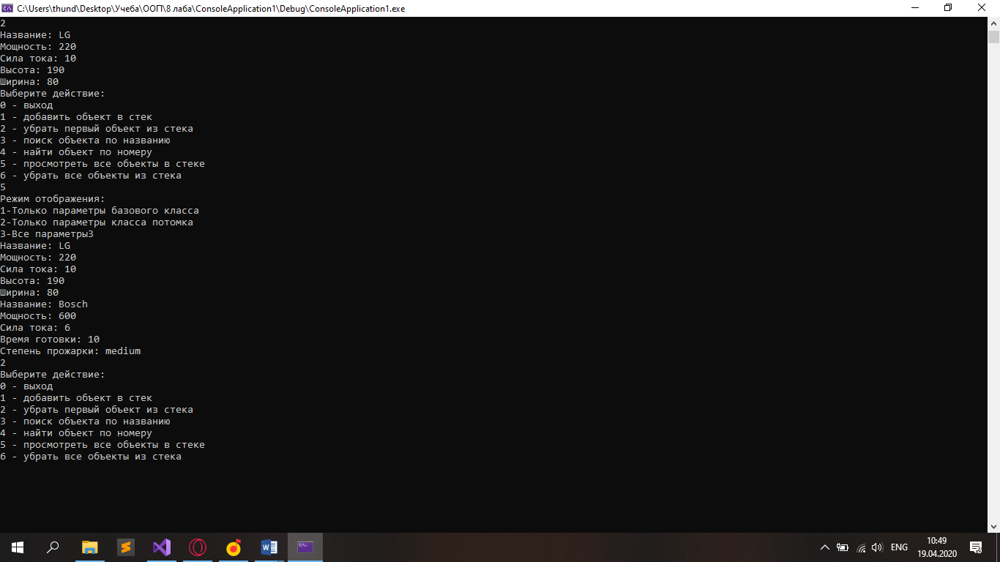 C:\Users\thund\Desktop\Учеба\ООП\8 лаба\ConsoleApplication1\Debug\ConsoleApplication1.exe
2
Название: LG
Мощность: 220
Сила тока: 10
Высота: 190
Ширина: 80
Выберите действие:
0 - выход
1 - добавить объект в стек
2 - убрать первый объект из стека
3 - поиск объекта по названию
4 - найти объект по номеру
5 - просмотреть все объекты в стеке
6 - убрать все объекты из стека
5
Режим отображения:
1-Только параметры базового класса
2-Только параметры класса потомка
3-Все параметры3
Название: LG
Мощность: 220
Сила тока: 10
Высота: 190
Ширина: 80
Название: Bosch
Мощность: 600
Сила тока: 6
Время готовки: 10
Степень прожарки: medium
2
Выберите действие:
0 - выход
1 - добавить объект в стек
2 - убрать первый объект из стека
3 - поиск объекта по названию
4 - найти объект по номеру
5 - просмотреть все объекты в стеке
6 - убрать все объекты из стека
ENG
10:49
19.04.2020